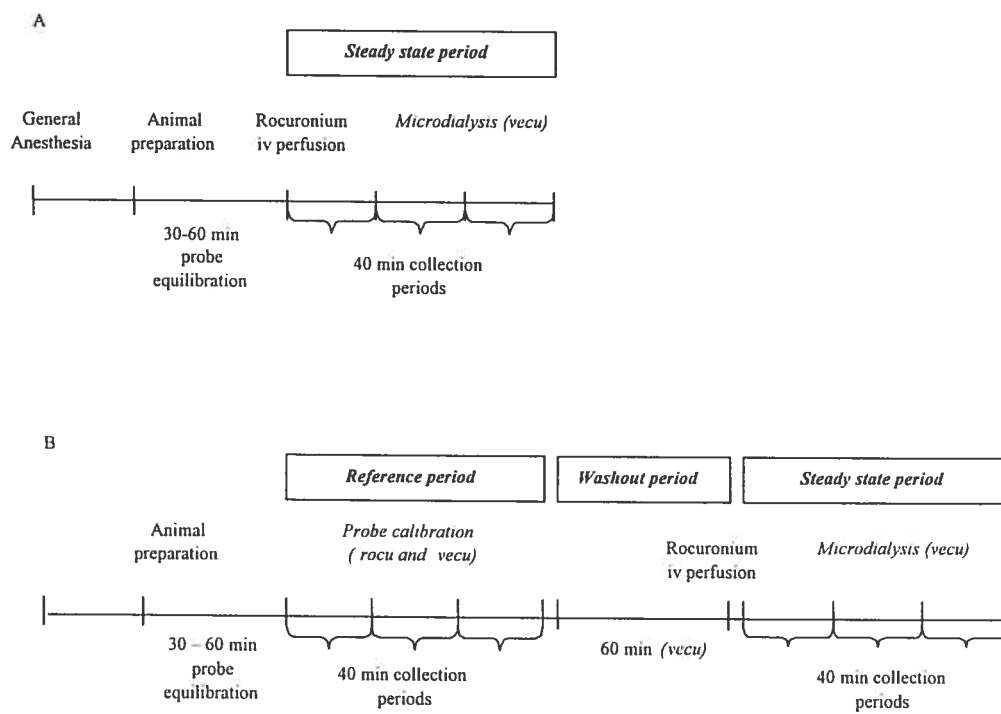 A
Steady state period
General
Anesthesia
Animal
preparation
Rocuronium
iv perfusion
Microdialysis (vecu)
30-60 min
probe
equilibration
40 min collection
periods
B
Reference period
Washout period
Steady state period
Animal
preparation
Probe calibration
( rocu and vecu)
Rocuronium
iv perfusion
Microdialysis (vecu)
30 – 60 min
probe
equilibration
40 min collection
periods
60 min (vecu)
40 min collection
periods